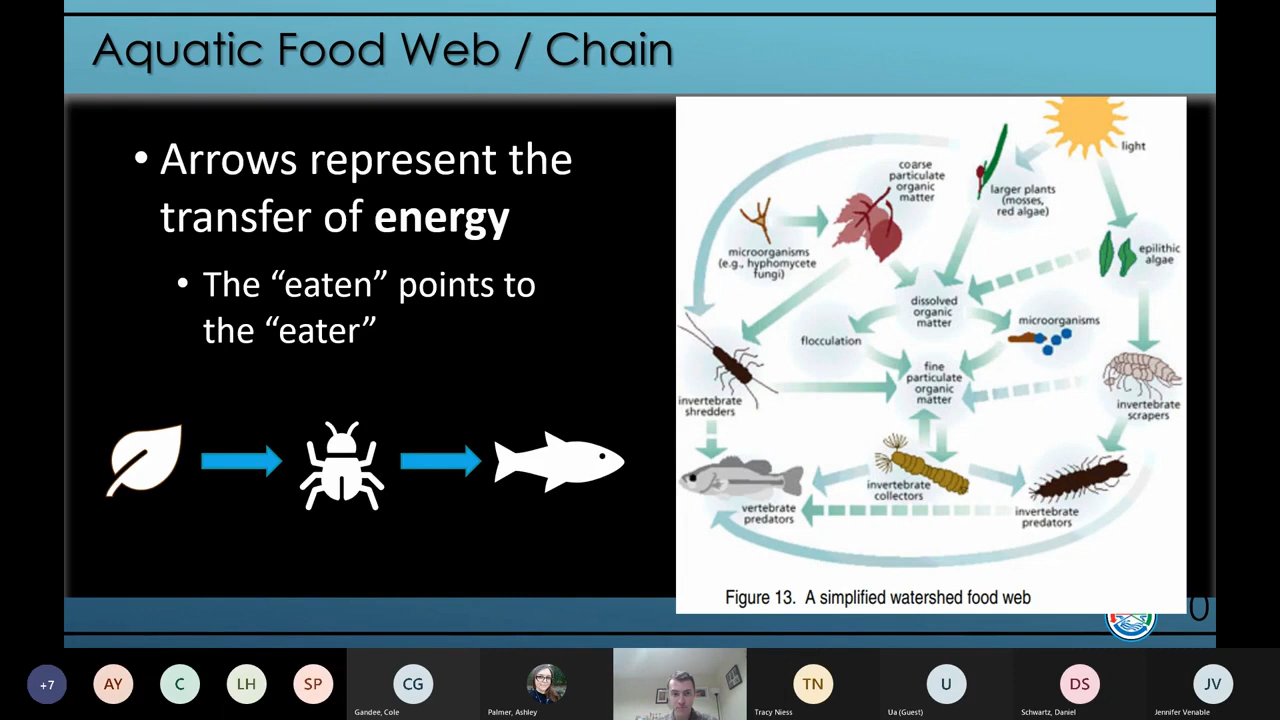 Aquatic Food Web / Chain
• Arrows represent the
transfer of energy
• The “eaten” points to
the “eater”
light
coarse
particulate
organic
matter
larger plants
(mosses,
red algae)
microorganisms
(e.g., hyphomycete
fungi)
epilithic
algae
dissolved
organic
matter
microorganisms
flocculation
fine
particulate
organic
matter
invertebrate
shredders
invertebrate
scrapers
invertebrate
collectors
vertebrate
predators
invertebrate
predators
Figure 13. A simplified watershed food web
0
+7
AY
C
LH
SP
CG
Gandee, Cole
Palmer, Ashley
TN
Tracy Niess
U
Ua (Guest)
DS
Schwartz, Daniel
JV
Jennifer Venable